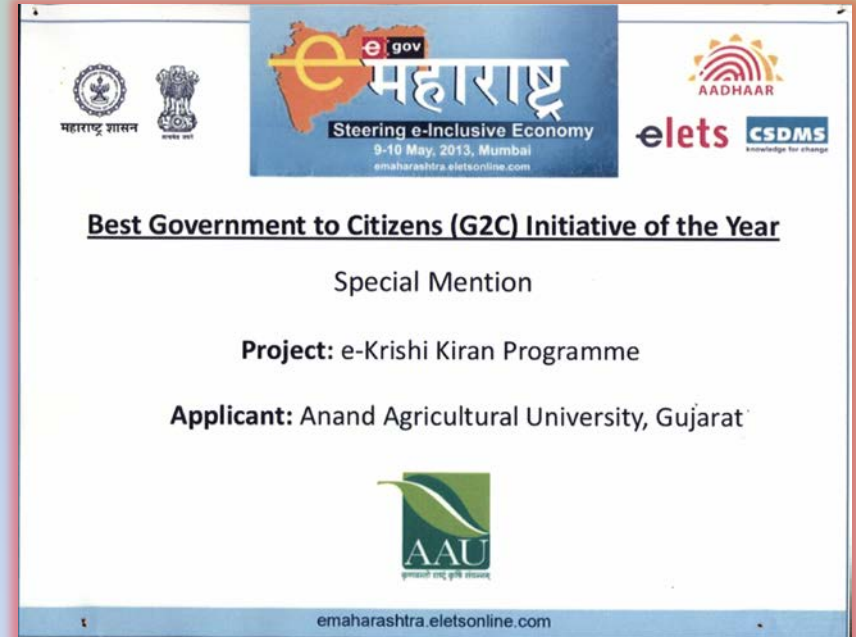 e gov
महाराष्ट्र
Steering e-Inclusive Economy
9-10 May, 2013, Mumbai
emaharashtra.eletsonline.com
महाराष्ट्र शासन
AADHAAR
elets
CSDMS
knowledge for change
Best Government to Citizens (G2C) Initiative of the Year
Special Mention
Project: e-Krishi Kiran Programme
Applicant: Anand Agricultural University, Gujarat
AAU
emaharashtra.eletsonline.com